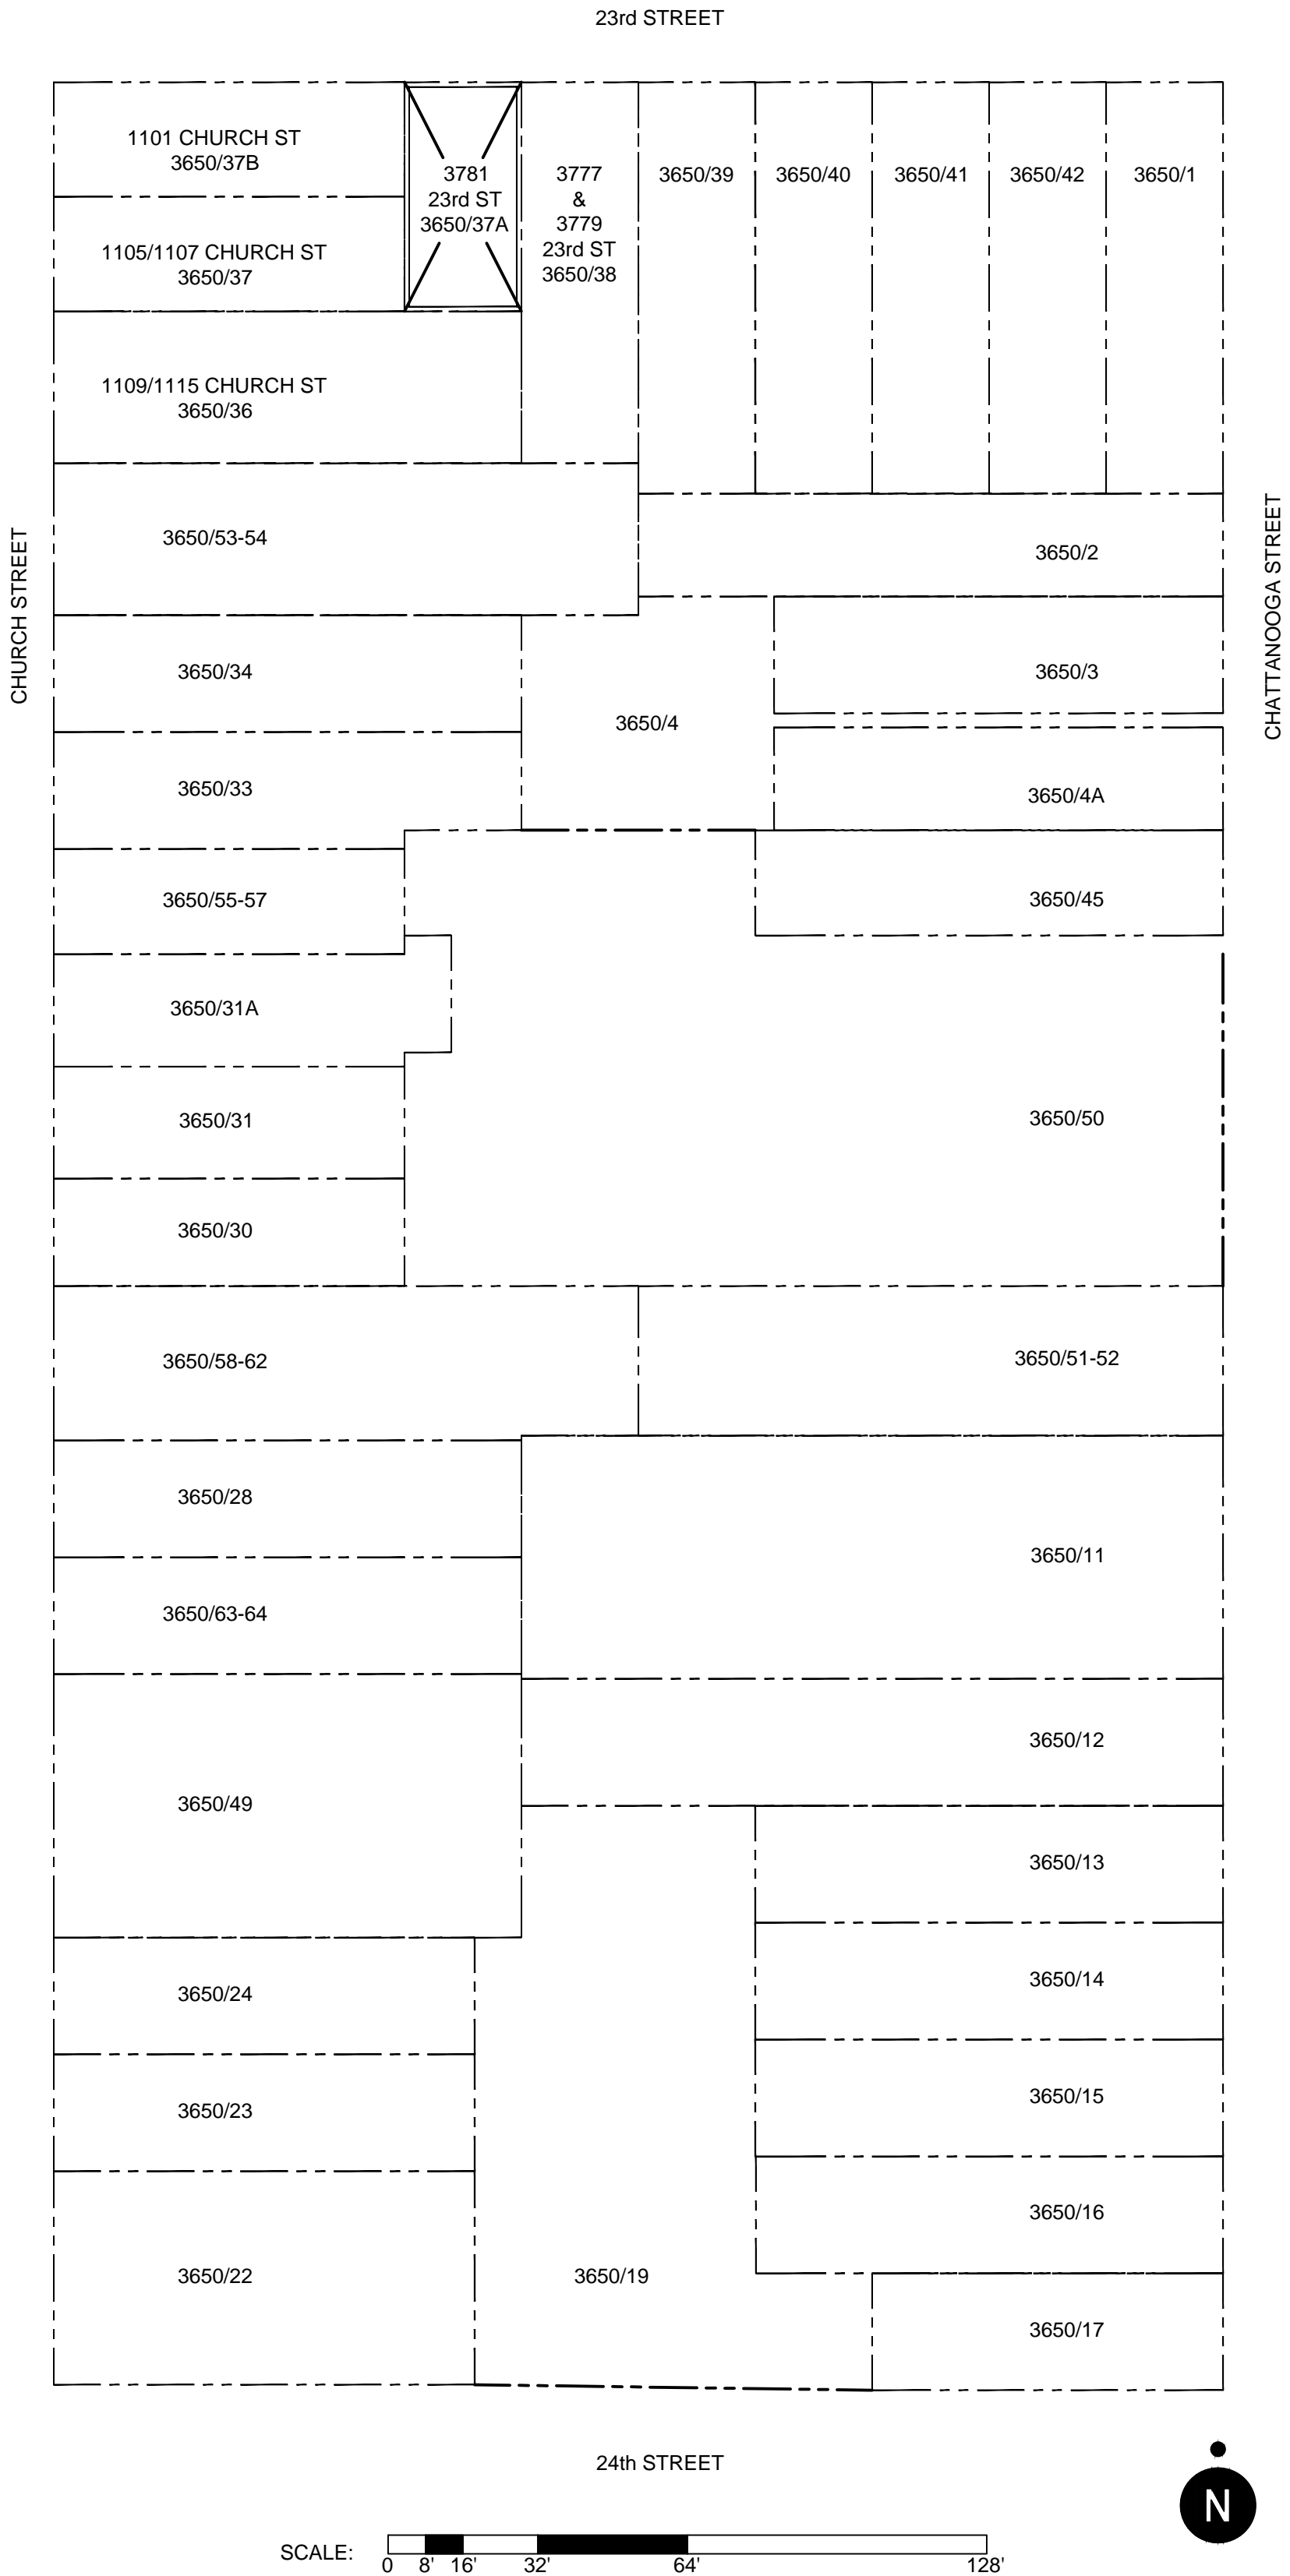 23rd STREET
1101 CHURCH ST
3650/37B
3781
23rd ST
3650/37A
3777
&
3779
23rd ST
3650/38
3650/39
3650/40
3650/41
3650/42
3650/1
1105/1107 CHURCH ST
3650/37
1109/1115 CHURCH ST
3650/36
CHURCH STREET
3650/53-54
3650/2
CHATTANOOGA STREET
3650/34
3650/3
3650/4
3650/33
3650/4A
3650/55-57
3650/45
3650/31A
3650/31
3650/50
3650/30
3650/58-62
3650/51-52
3650/28
3650/11
3650/63-64
3650/12
3650/49
3650/13
3650/24
3650/14
3650/23
3650/15
3650/16
3650/22
3650/19
3650/17
24th STREET
N
SCALE:
0 8' 16' 32' 64' 128'